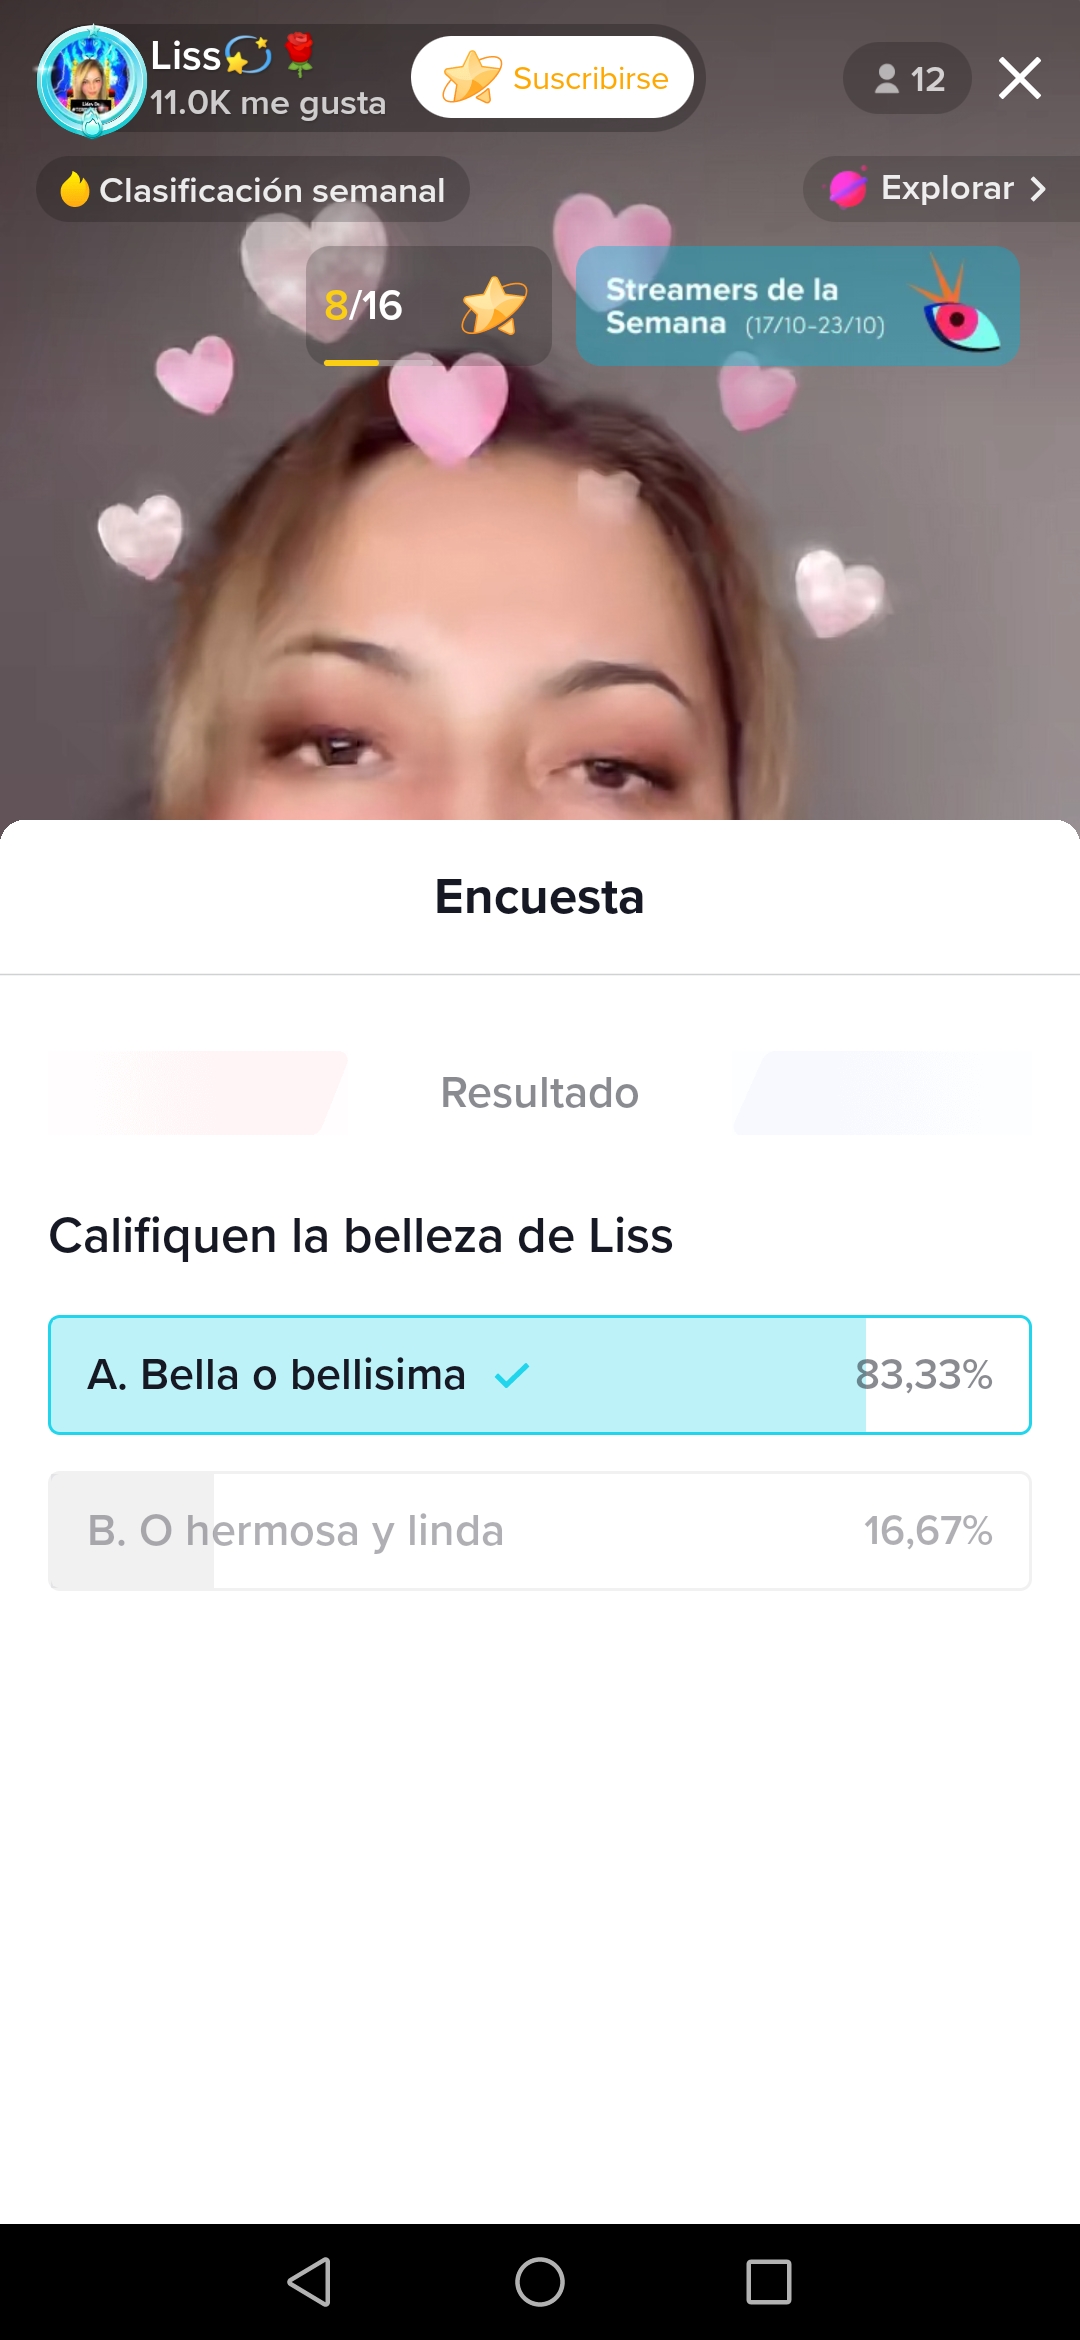 Liss💫🌹
11.0K me gusta
Suscribirse
12
Clasificación semanal
Explorar
8/16
Streamers de la
Semana (17/10-23/10)
Encuesta
Resultado
Califiquen la belleza de Liss
A. Bella o bellisima
83,33%
B. O hermosa y linda
16,67%